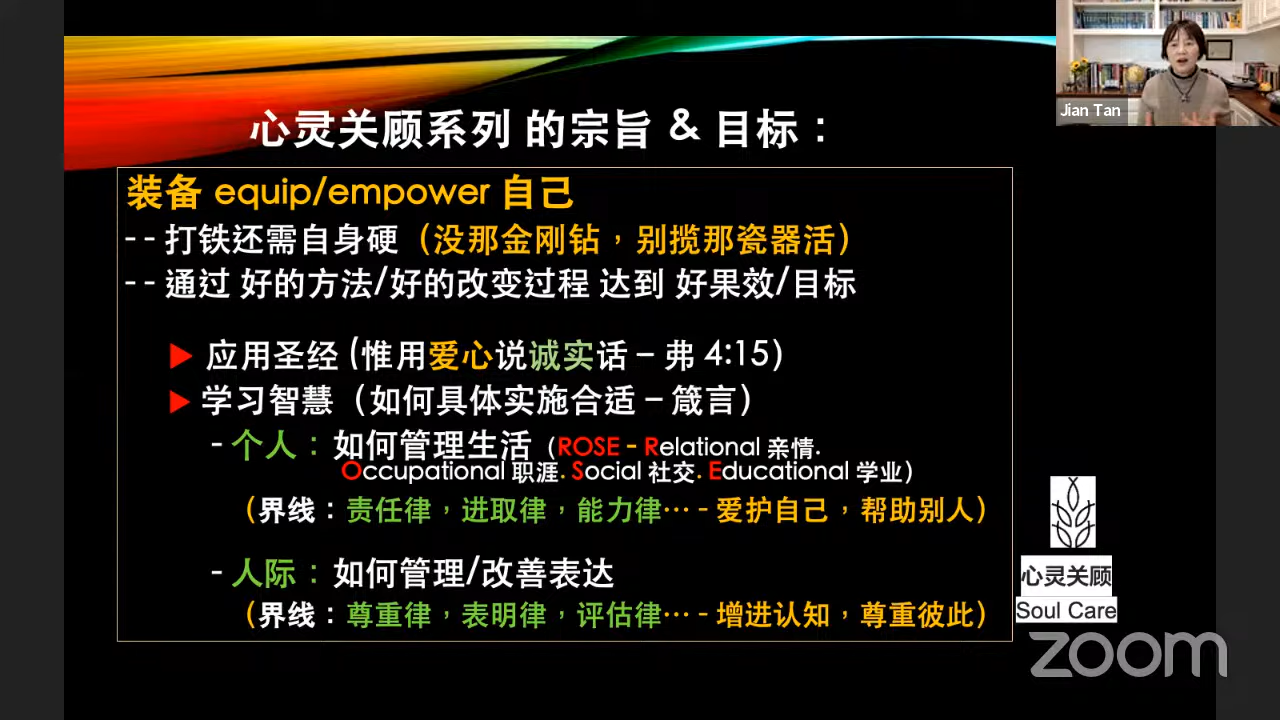 心灵关顾系列 的宗旨 & 目标：
装备 equip/empower 自己
-- 打铁还需自身硬（没那金刚钻，别揽那瓷器活）
-- 通过 好的方法/好的改变过程 达到 好果效/目标
▶ 应用圣经 (惟用爱心说诚实话 – 弗 4:15)
▶ 学习智慧（如何具体实施合适 – 箴言）
- 个人：如何管理生活（ROSE – Relational 亲情.
Occupational 职涯. Social 社交. Educational 学业）
（界线：责任律，进取律，能力律… - 爱护自己，帮助别人）
- 人际：如何管理/改善表达
（界线：尊重律，表明律，评估律… - 增进认知，尊重彼此）
Jian Tan
心灵关顾
Soul Care
zoom